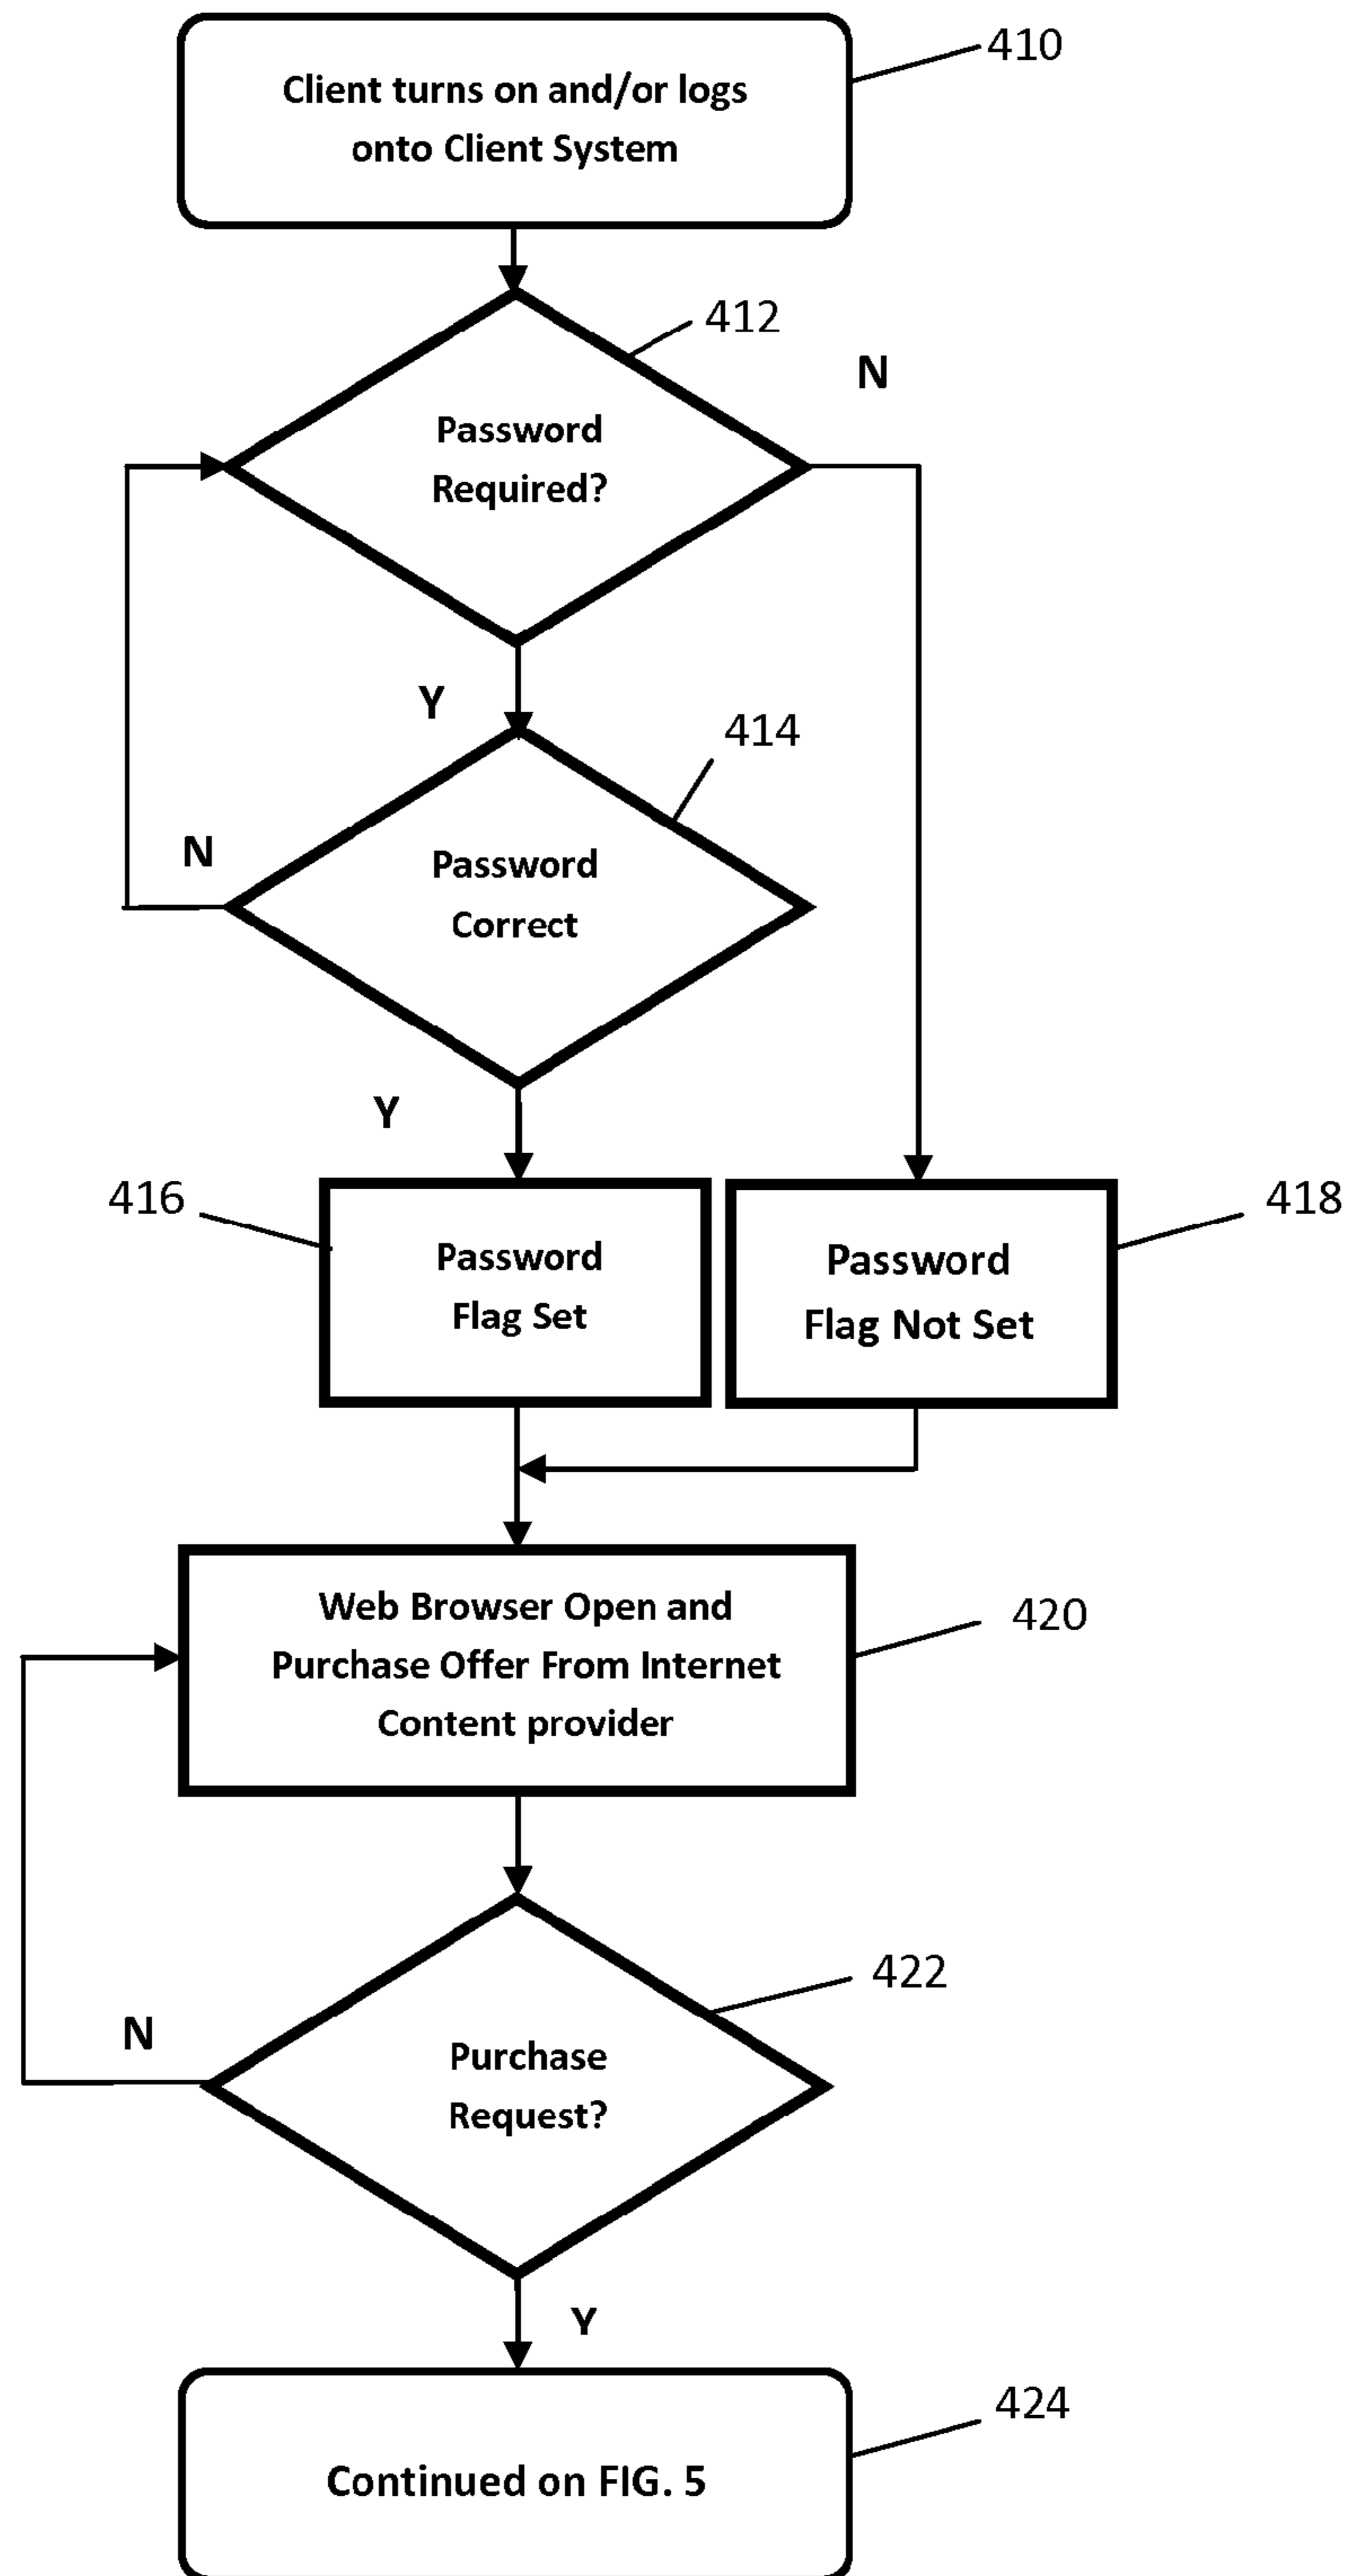 Client turns on and/or logs
onto Client System
410
412
N
Password
Required?
Y
414
N
Password
Correct
Y
416
Password
Flag Set
418
Password
Flag Not Set
Web Browser Open and
Purchase Offer From Internet
Content provider
420
422
N
Purchase
Request?
Y
424
Continued on FIG. 5